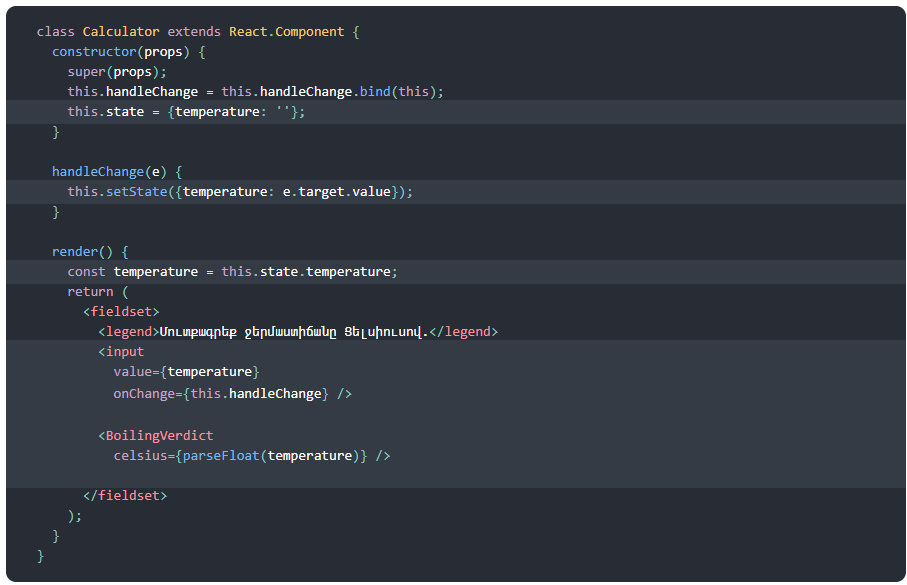 class Calculator extends React.Component {
  constructor(props) {
    super(props);
    this.handleChange = this.handleChange.bind(this);
    this.state = {temperature: ''};
  }

  handleChange(e) {
    this.setState({temperature: e.target.value});
  }

  render() {
    const temperature = this.state.temperature;
    return (
      <fieldset>
        <legend>Մուտքագրեք ջերմաստիճանը Ցելսիուսով.</legend>
        <input
          value={temperature}
          onChange={this.handleChange} />

        <BoilingVerdict
          celsius={parseFloat(temperature)} />

      </fieldset>
    );
  }
}